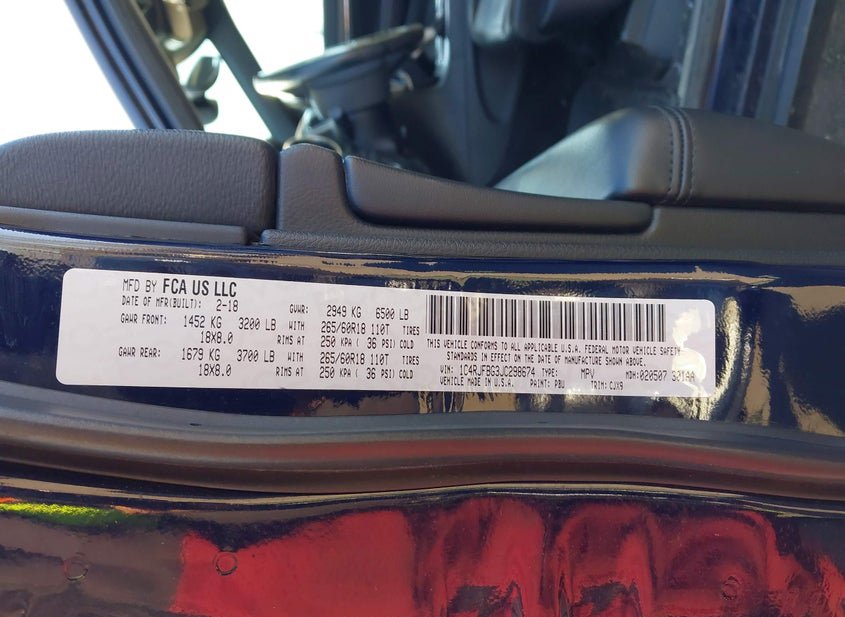 MFD BY FCA US LLC
DATE OF MFR(BUILT): 2-18 GVWR: 2949 KG 6500 LB
GAWR FRONT: 1452 KG 3200 LB WITH 265/60R18 110T TIRES
18X8.0 RIMS AT 250 KPA ( 36 PSI) COLD
GAWR REAR: 1679 KG 3700 LB WITH 265/60R18 110T TIRES
18X8.0 RIMS AT 250 KPA ( 36 PSI) COLD
THIS VEHICLE CONFORMS TO ALL APPLICABLE U.S.A. FEDERAL MOTOR VEHICLE SAFETY
STANDARDS IN EFFECT ON THE DATE OF MANUFACTURE SHOWN ABOVE.
VIN: 1C4RJFBG3JC298674 TYPE: MPV MDH: 020507
VEHICLE MADE IN U.S.A. PAINT: PBU TRIM: CJX9